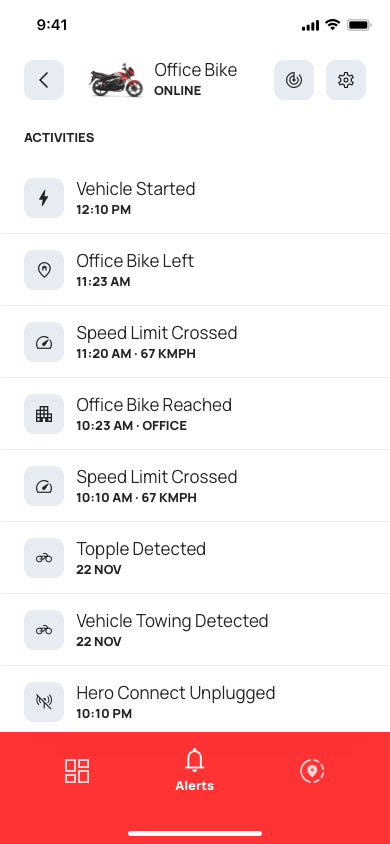 9:41
Office Bike
ONLINE
ACTIVITIES
Vehicle Started
12:10 PM
Office Bike Left
11:23 AM
Speed Limit Crossed
11:20 AM · 67 KMPH
Office Bike Reached
10:23 AM · OFFICE
Speed Limit Crossed
10:10 AM · 67 KMPH
Topple Detected
22 NOV
Vehicle Towing Detected
22 NOV
Hero Connect Unplugged
10:10 PM
Alerts